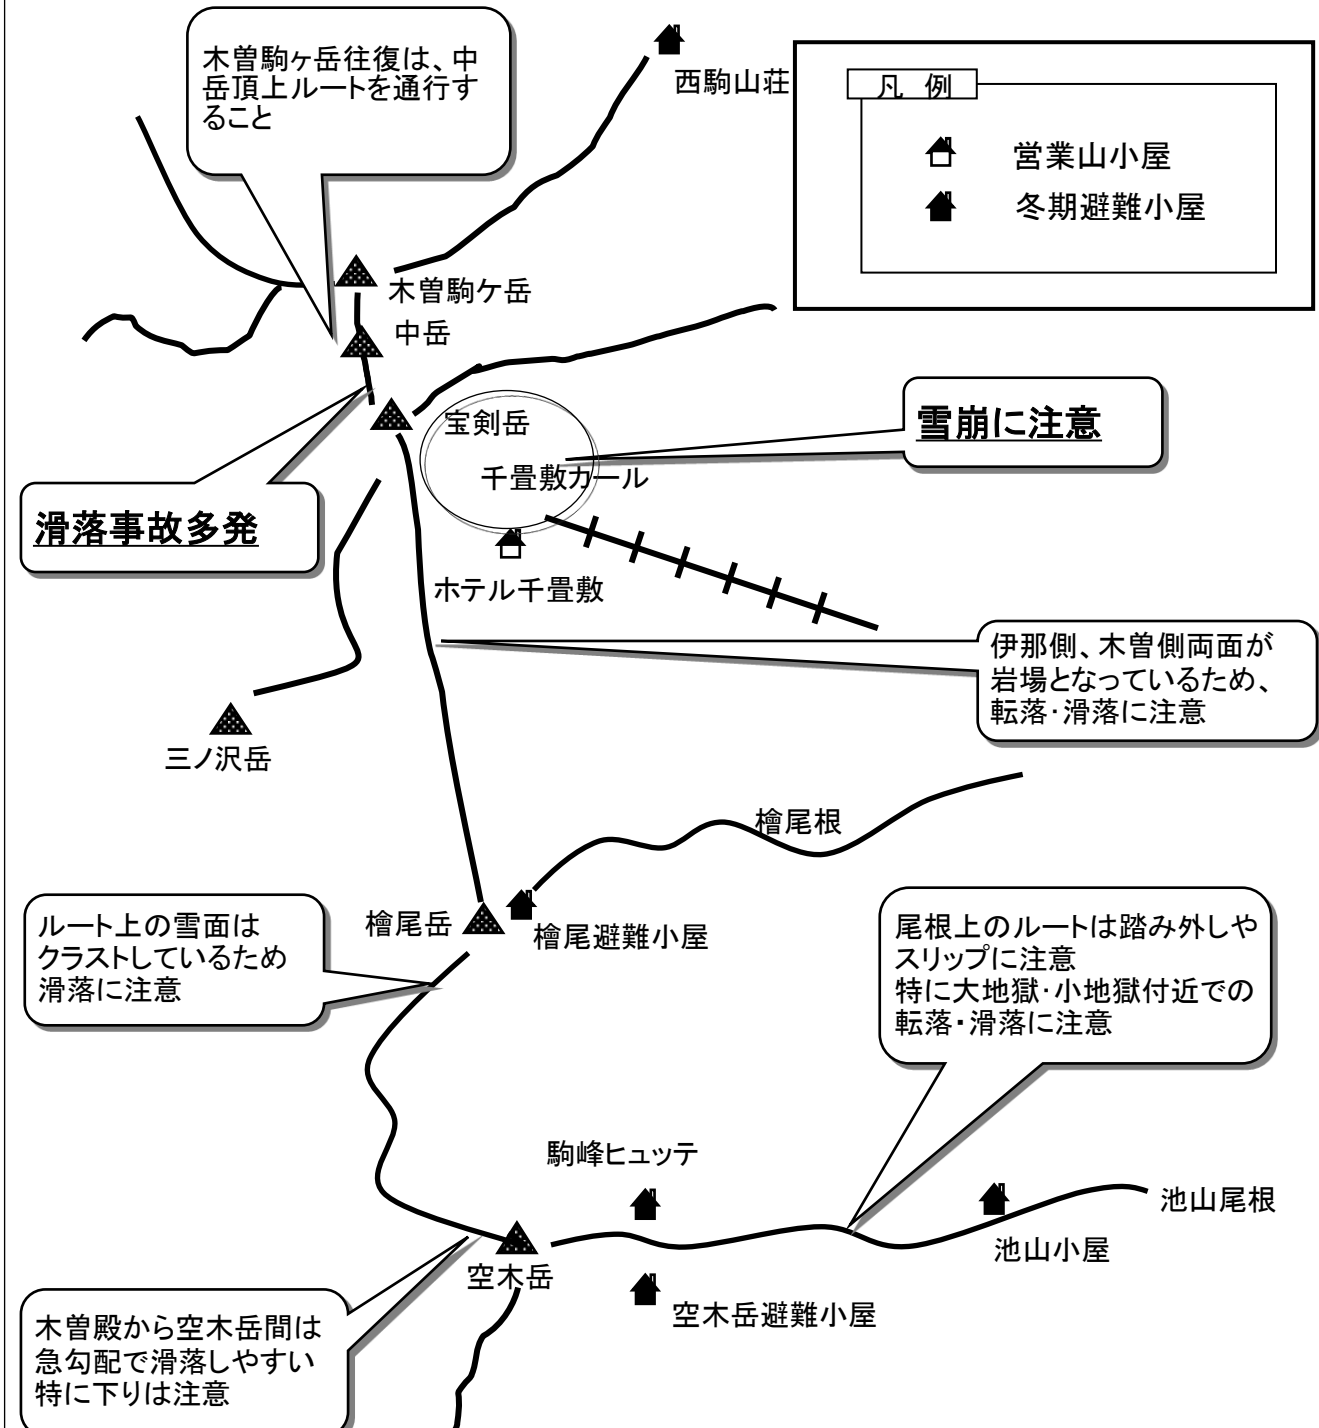 木曽駒ヶ岳往復は、中
岳頂上ルートを通行す
ること
西駒山荘
凡 例
営業山小屋
冬期避難小屋
木曽駒ケ岳
中岳
宝剣岳
千畳敷カール
雪崩に注意
滑落事故多発
ホテル千畳敷
伊那側、木曽側両面が
岩場となっているため、
転落・滑落に注意
三ノ沢岳
檜尾根
檜尾岳
檜尾避難小屋
ルート上の雪面は
クラストしているため
滑落に注意
尾根上のルートは踏み外しや
スリップに注意
特に大地獄・小地獄付近での
転落・滑落に注意
駒峰ヒュッテ
池山尾根
池山小屋
空木岳
空木岳避難小屋
木曽殿から空木岳間は
急勾配で滑落しやすい
特に下りは注意